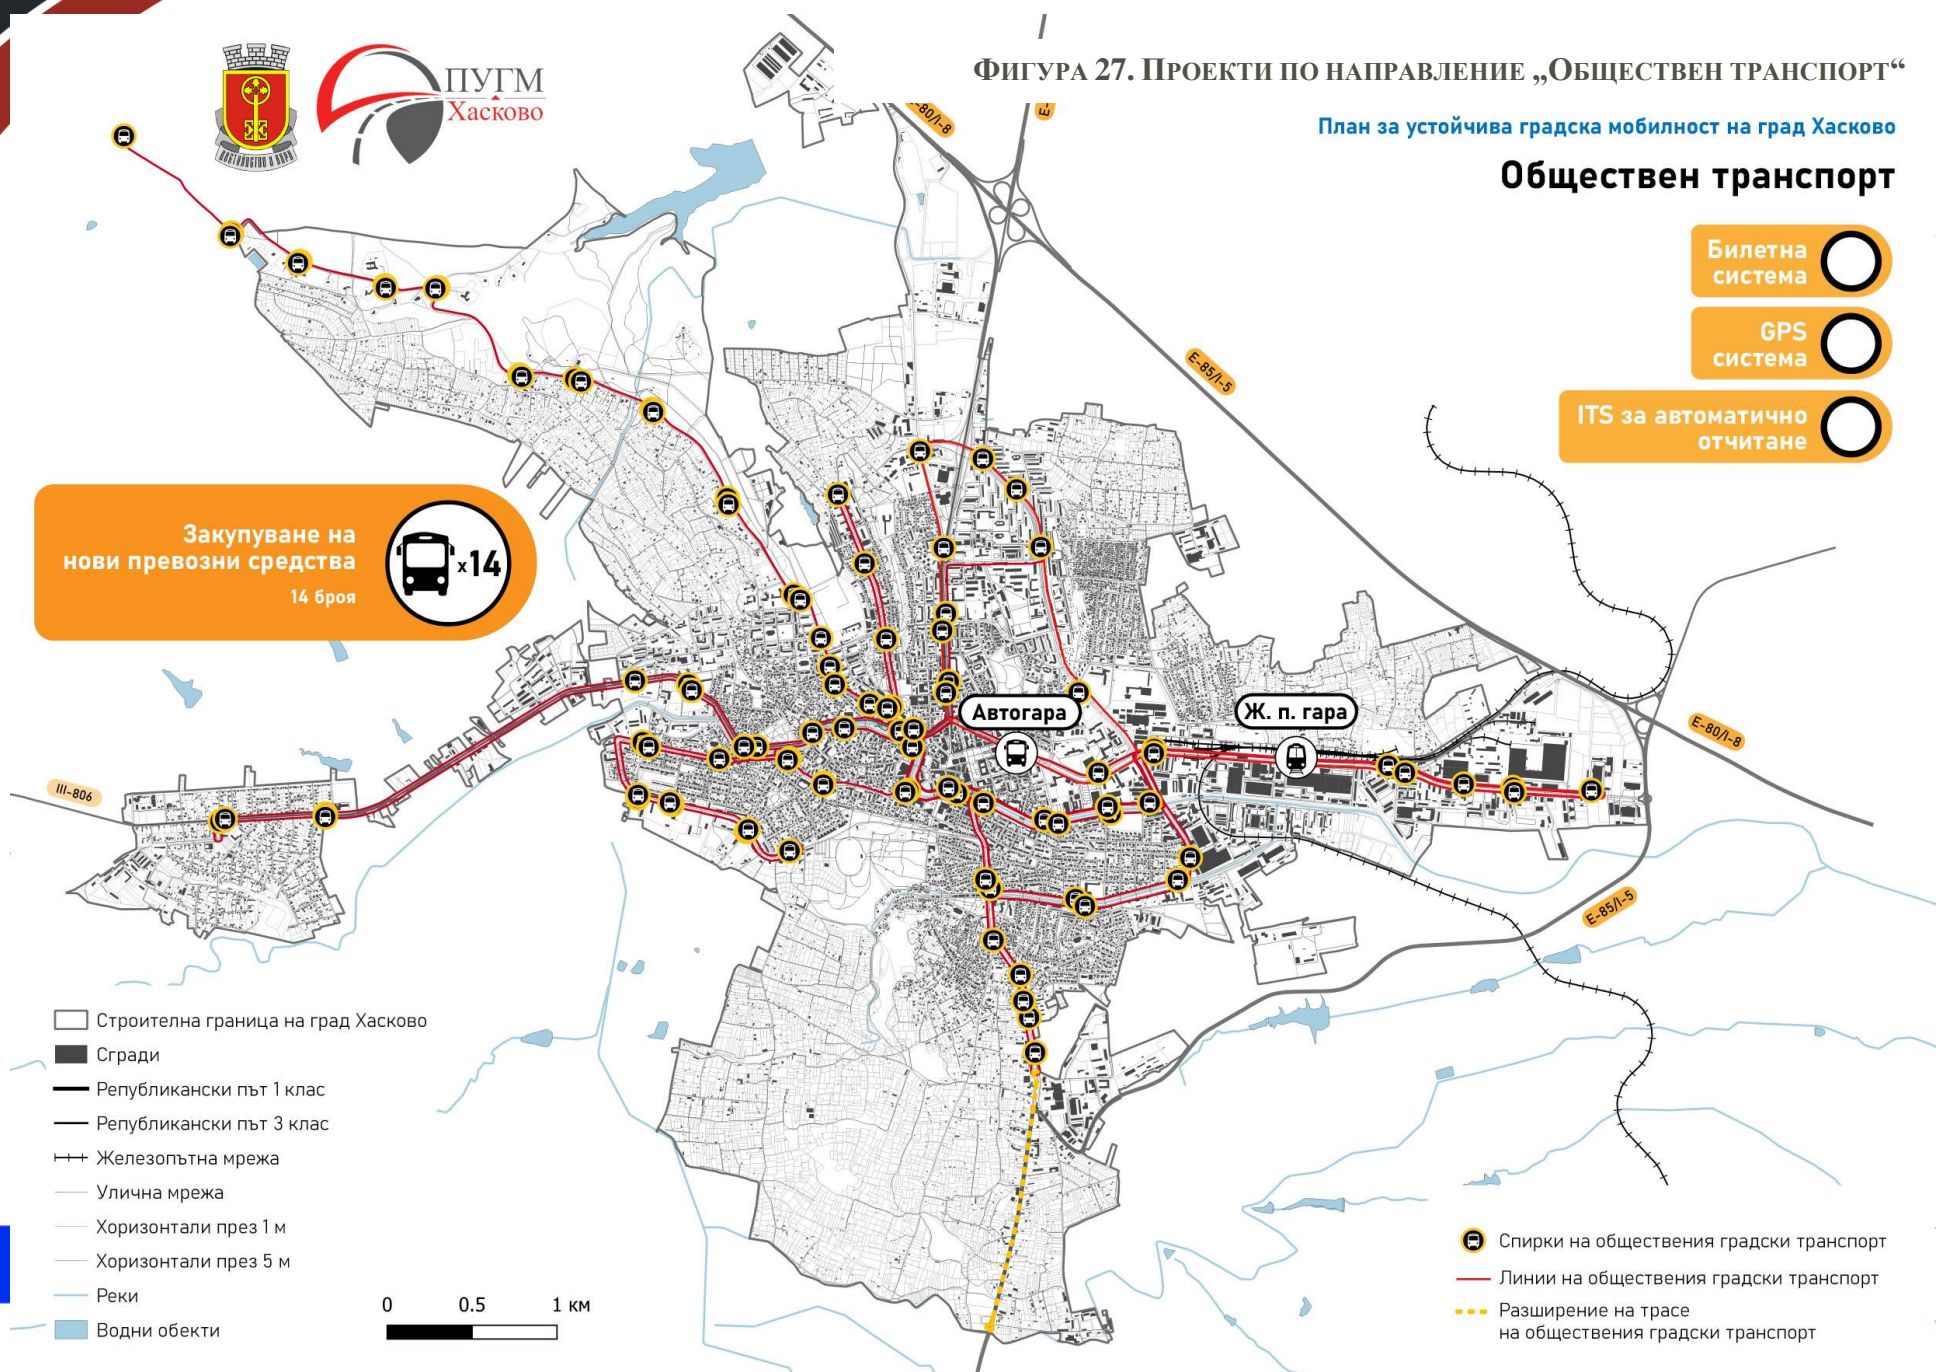 ФИГУРА 27. ПРОЕКТИ ПО НАПРАВЛЕНИЕ „ОБЩЕСТВЕН ТРАНСПОРТ“
ПУГМ
Хасково
План за устойчива градска мобилност на град Хасково
Обществен транспорт
Билетна
система
GPS
система
ITS за автоматично
отчитане
E-80/I-8
E-85/I-5
Закупуване на
нови превозни средства
14 броя
x14
Автогара
Ж. п. гара
E-80/I-8
III-806
E-85/I-5
Строителна граница на град Хасково
Сгради
Републикански път 1 клас
Републикански път 3 клас
Железопътна мрежа
Улична мрежа
Хоризонтали през 1 м
Хоризонтали през 5 м
Реки
Водни обекти
0 0.5 1 км
Спирки на обществения градски транспорт
Линии на обществения градски транспорт
Разширение на трасе
на обществения градски транспорт